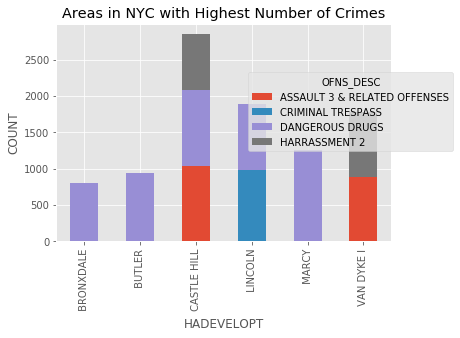 Areas in NYC with Highest Number of Crimes
COUNT
2500
2000
1500
1000
500
0
OFNS_DESC
ASSAULT 3 & RELATED OFFENSES
CRIMINAL TRESPASS
DANGEROUS DRUGS
HARRASSMENT 2
BRONXDALE
BUTLER
CASTLE HILL
LINCOLN
MARCY
VAN DYKE I
HADEVELOPT